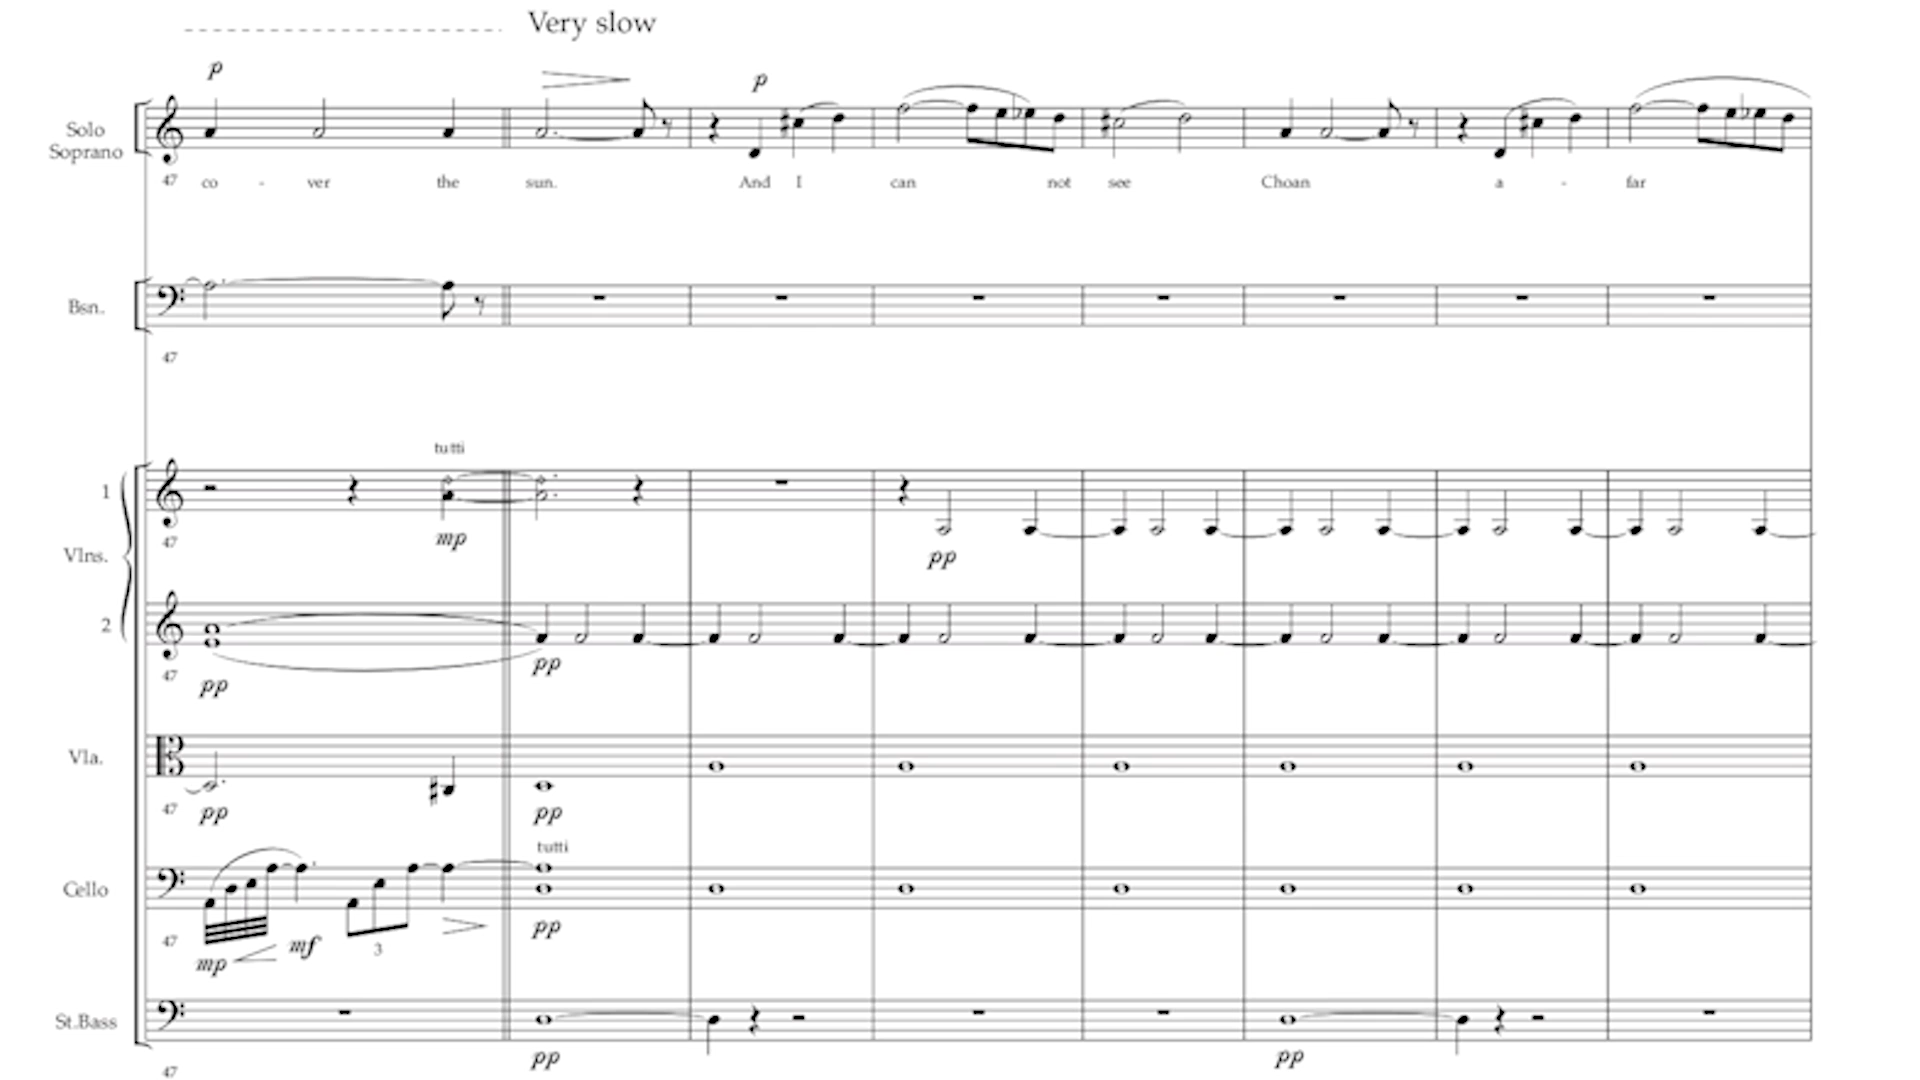 Very slow
p
p
Solo
Soprano
47 co - ver the sun. And I can not see Choan a - far
Bsn.
47
tutti
1
47
mp
pp
Vlns.
2
47
pp
pp
Vla.
47
pp
pp
tutti
Cello
47
mp
mf
3
pp
St.Bass
47
pp
pp